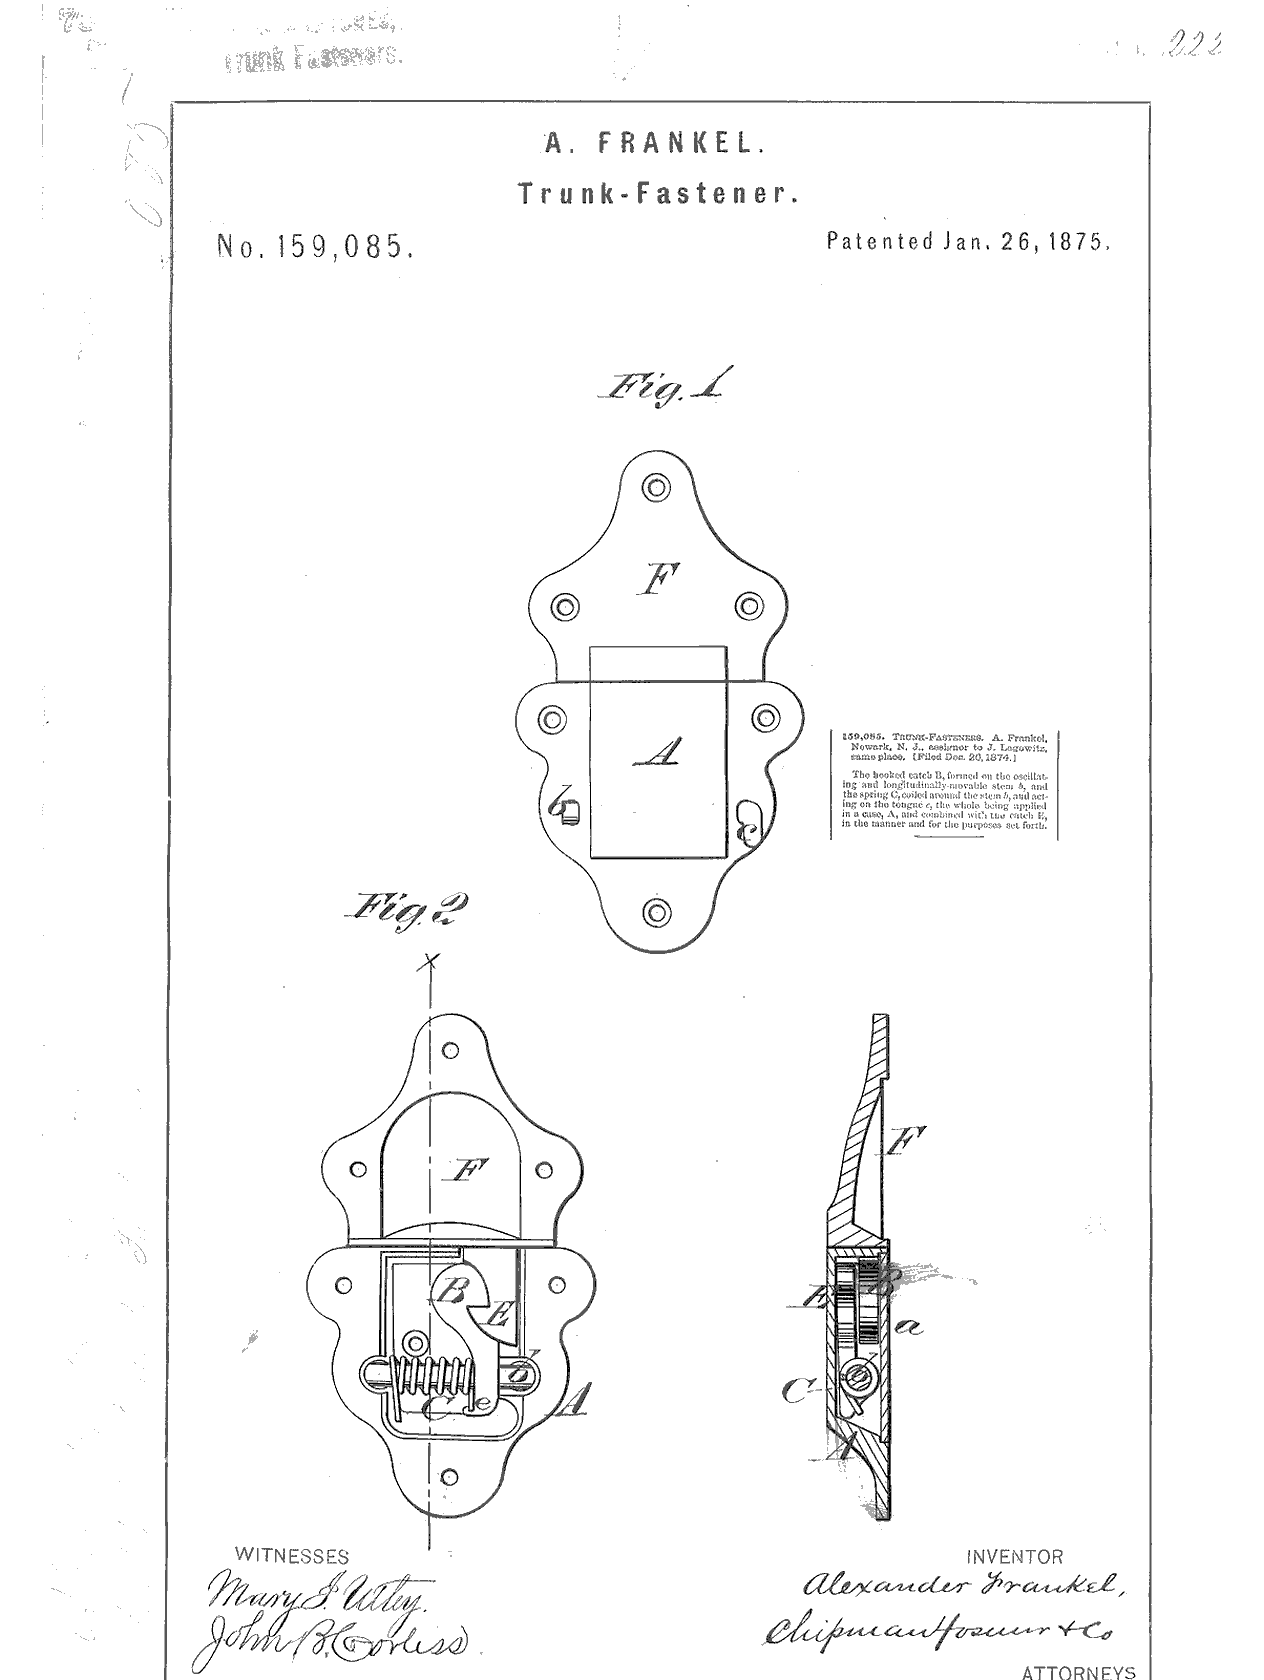 Trunk Fasteners.
222
A. FRANKEL.
Trunk-Fastener.
No. 159,085.
Patented Jan. 26, 1875.
Fig. 1
F
A
b
c
159,085. TRUNK-FASTENERS. A. Frankel,
Newark, N. J., assignor to J. Lagowitz,
same place. [Filed Dec. 26, 1874.]
The hooked catch B, formed on the oscillat-
ing and longitudinally-movable stem b, and
the spring C, coiled around the stem b, and act-
ing on the tongue c, the whole being applied
in a case, A, and combined with the catch E,
in the manner and for the purposes set forth.
Fig. 2
x
F
B
E
b
C
e
A
F
B
E
a
b
C
A
WITNESSES
Mary J. Utley.
John B. Corliss.
INVENTOR
Alexander Frankel,
Chipman Hosmer & Co
ATTORNEYS